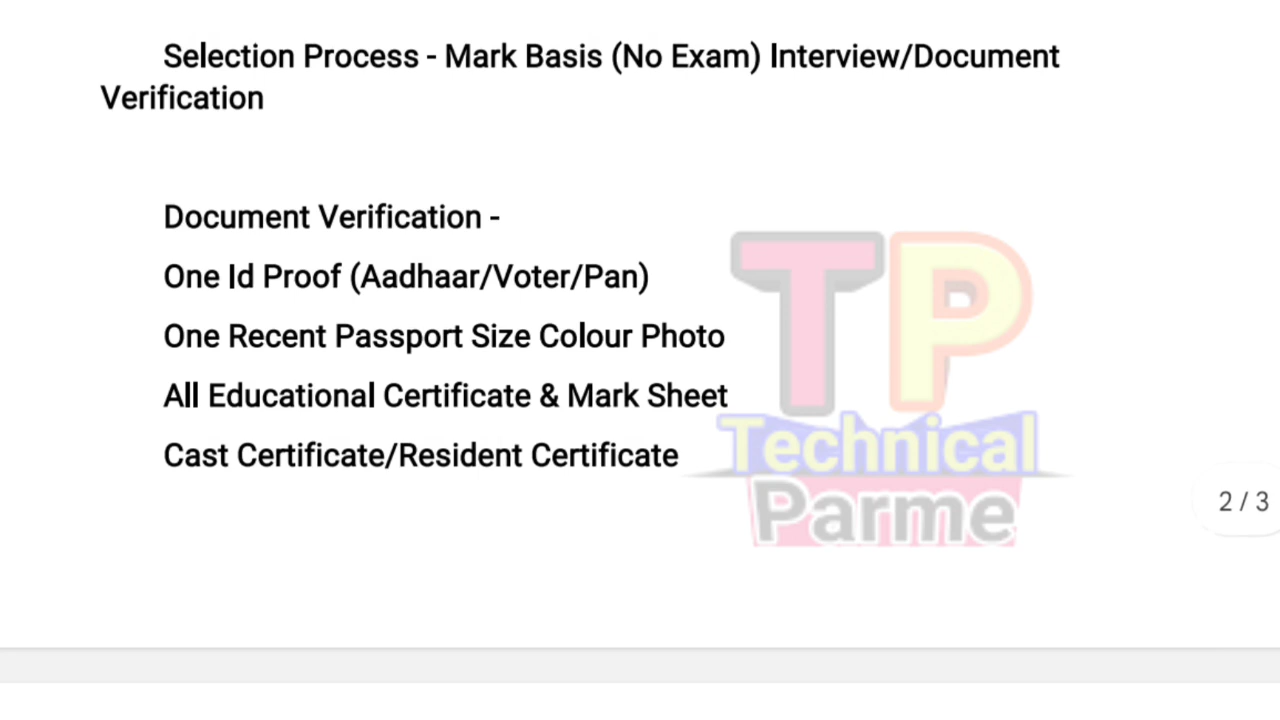 Selection Process - Mark Basis (No Exam) Interview/Document
Verification
Document Verification -
One Id Proof (Aadhaar/Voter/Pan)
One Recent Passport Size Colour Photo
All Educational Certificate & Mark Sheet
Cast Certificate/Resident Certificate
TP
Technical
Parme
2 / 3